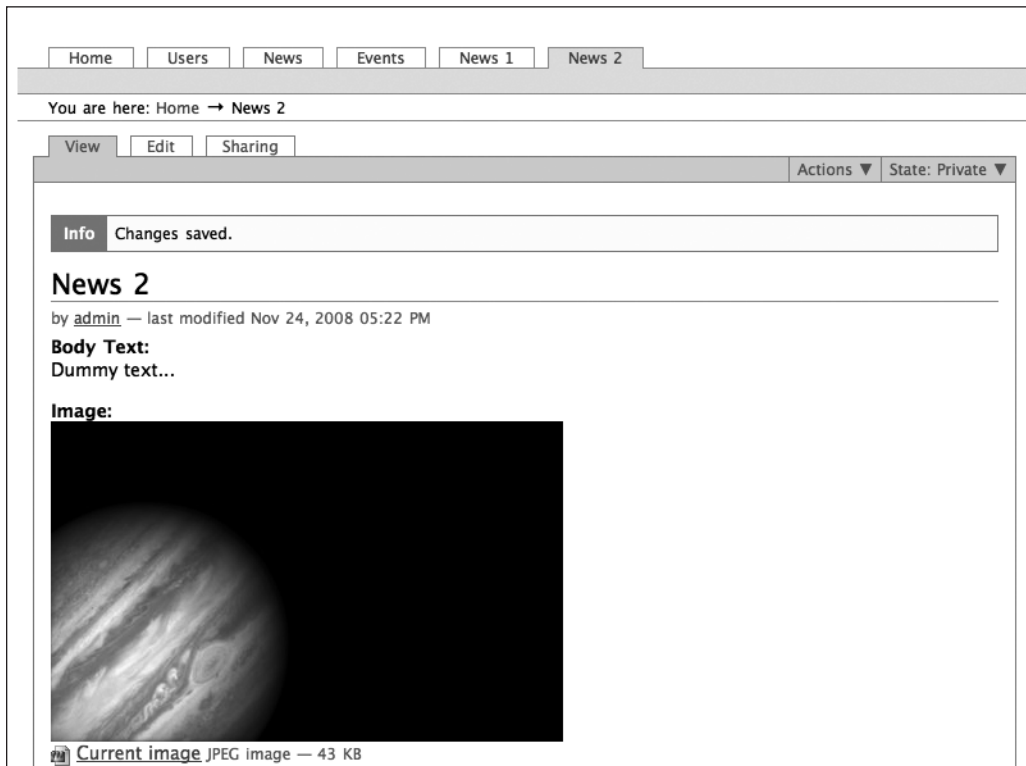 Home Users News Events News 1 News 2
You are here: Home → News 2
View Edit Sharing
Actions ▼ State: Private ▼
Info Changes saved.
News 2
by admin — last modified Nov 24, 2008 05:22 PM
Body Text:
Dummy text...
Image:
Current image JPEG image — 43 KB